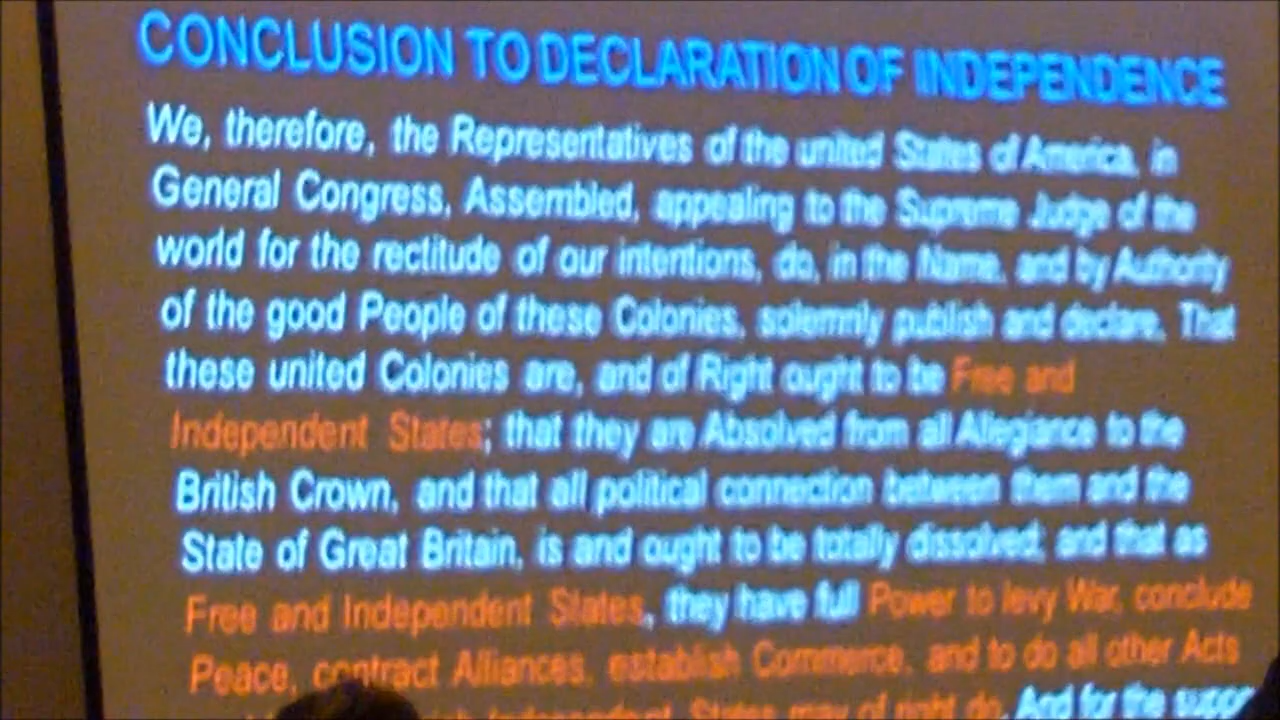 CONCLUSION TO DECLARATION OF INDEPENDENCE
We, therefore, the Representatives of the united States of America, in
General Congress, Assembled, appealing to the Supreme Judge of the
world for the rectitude of our intentions, do, in the Name, and by Authority
of the good People of these Colonies, solemnly publish and declare, That
these united Colonies are, and of Right ought to be Free and
Independent States; that they are Absolved from all Allegiance to the
British Crown, and that all political connection between them and the
State of Great Britain, is and ought to be totally dissolved; and that as
Free and Independent States, they have full Power to levy War, conclude
Peace, contract Alliances, establish Commerce, and to do all other Acts
Independent States may of right do. And for the